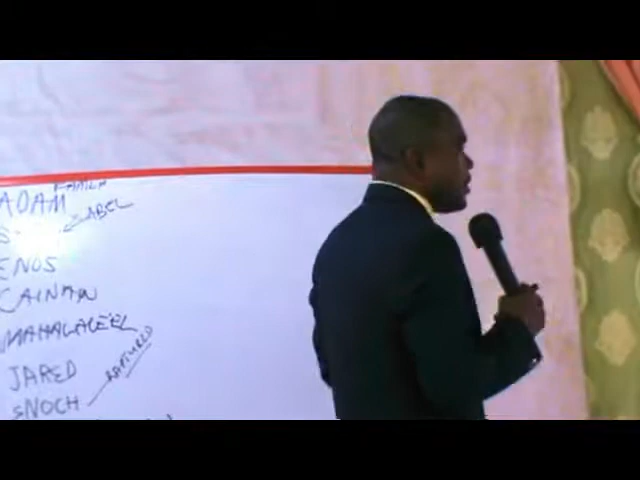 ADAM
ABEL
S
ENOS
CAINAN
MAHALALEEL
JARED
RAPTURED
ENOCH